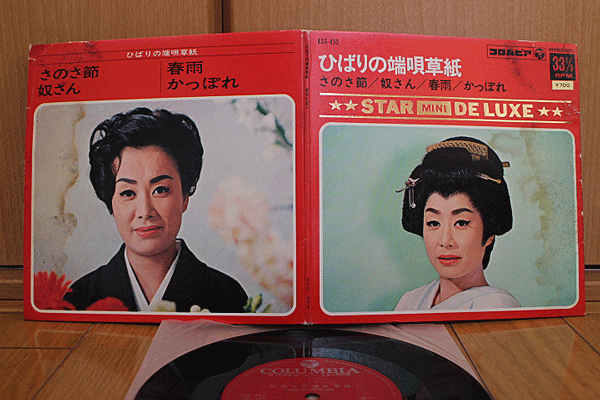 ひばりの端唄草紙
さのさ節
奴さん
春雨
かっぽれ
LSS-452
コロムビア
ひばりの端唄草紙
さのさ節/奴さん/春雨/かっぽれ
33⅓
RPM
¥700
★★ STAR MINI DE LUXE ★★
COLUMBIA